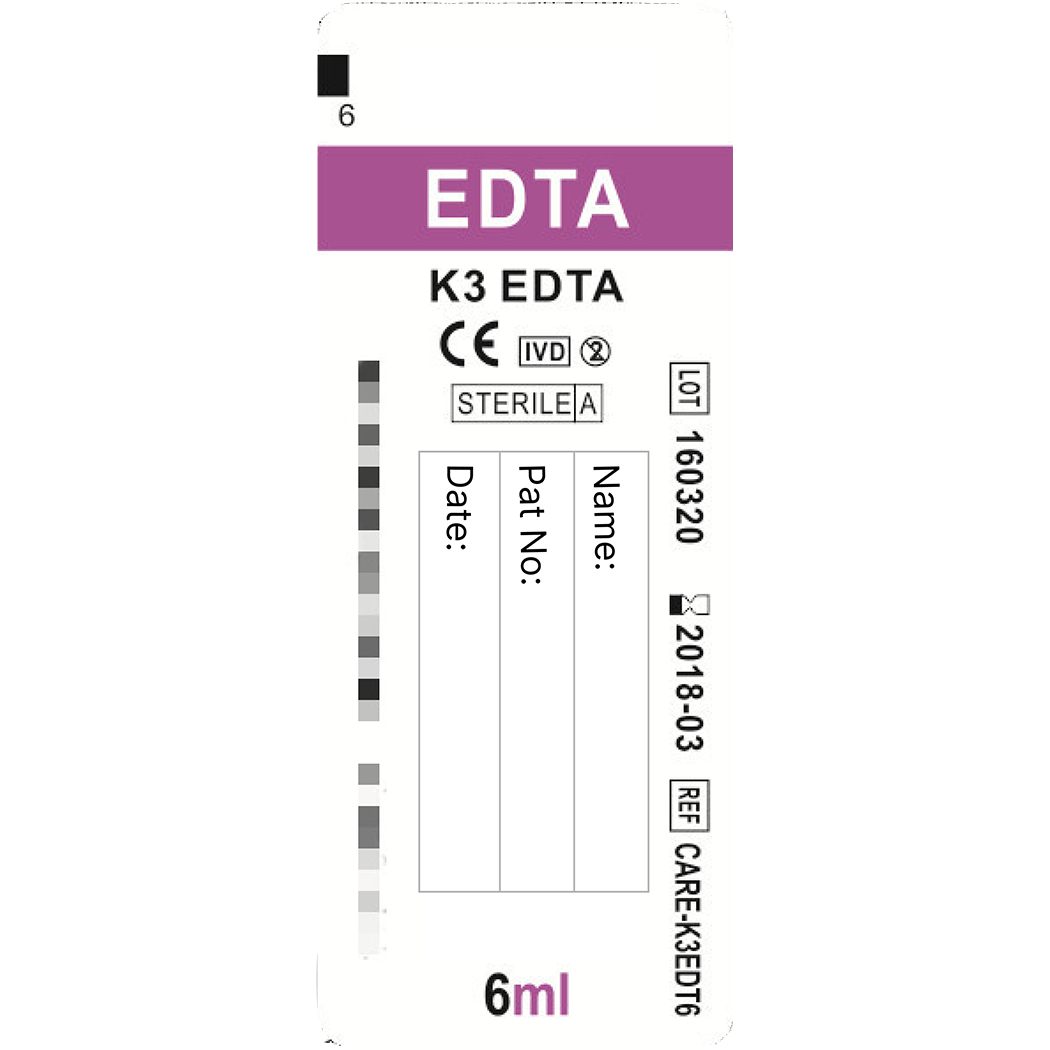 6
EDTA
K3 EDTA
CE IVD 2
STERILE A
Name:
Pat No:
Date:
LOT 160320
2018-03
REF CARE-K3EDT6
6ml